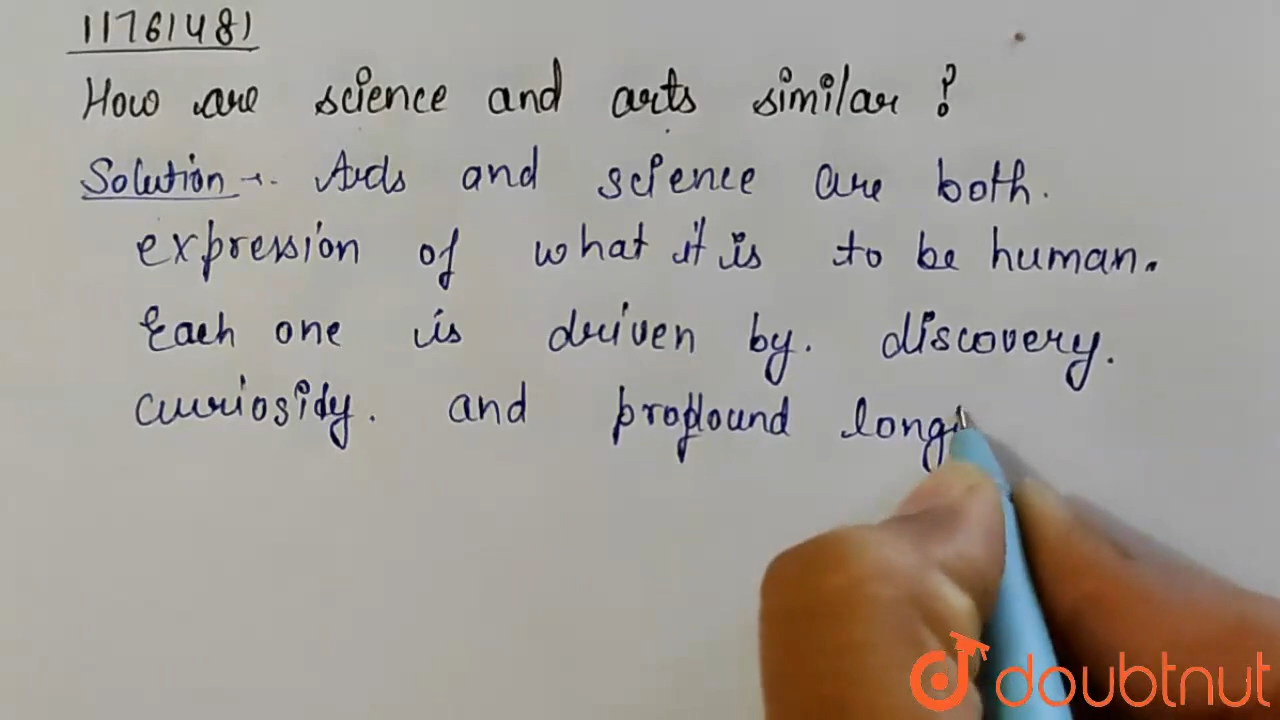 11761481
How are science and arts similar ?
Solution :- Arts and science are both.
expression of what it is to be human.
Each one is driven by. discovery.
curiosity. and profound longi
doubtnut